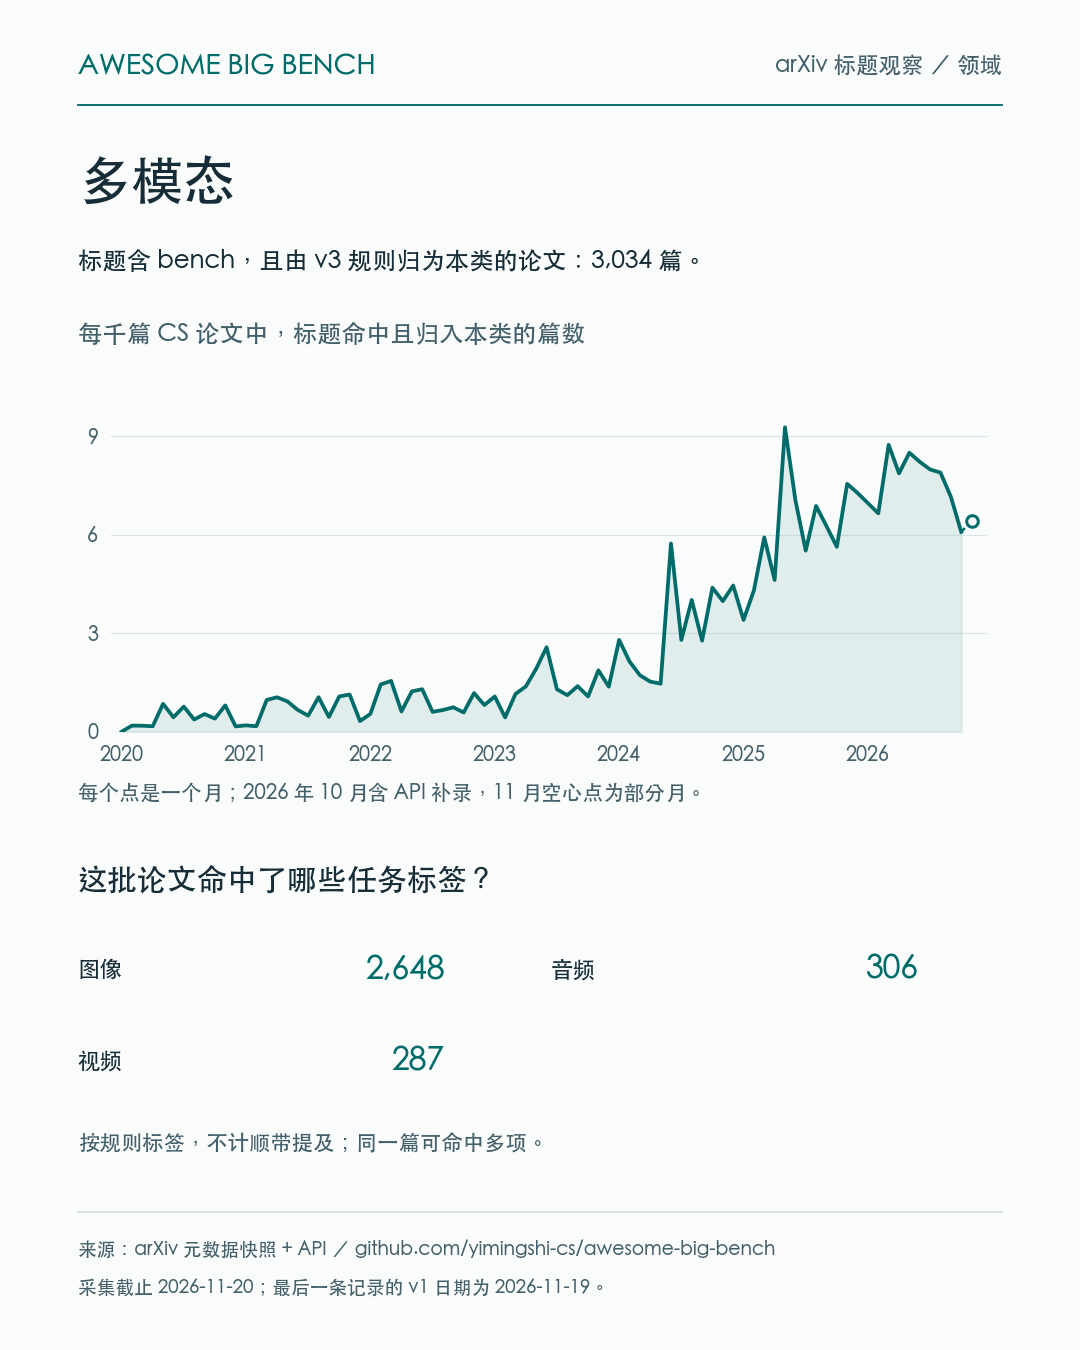 AWESOME BIG BENCH
arXiv 标题观察 ／ 领域
多模态
标题含 bench，且由 v3 规则归为本类的论文：3,034 篇。
每千篇 CS 论文中，标题命中且归入本类的篇数
9
6
3
0
2020 2021 2022 2023 2024 2025 2026
每个点是一个月；2026 年 10 月含 API 补录，11 月空心点为部分月。
这批论文命中了哪些任务标签？
图像 2,648 音频 306
视频 287
按规则标签，不计顺带提及；同一篇可命中多项。
来源：arXiv 元数据快照 + API ／ github.com/yimingshi-cs/awesome-big-bench
采集截止 2026-11-20；最后一条记录的 v1 日期为 2026-11-19。